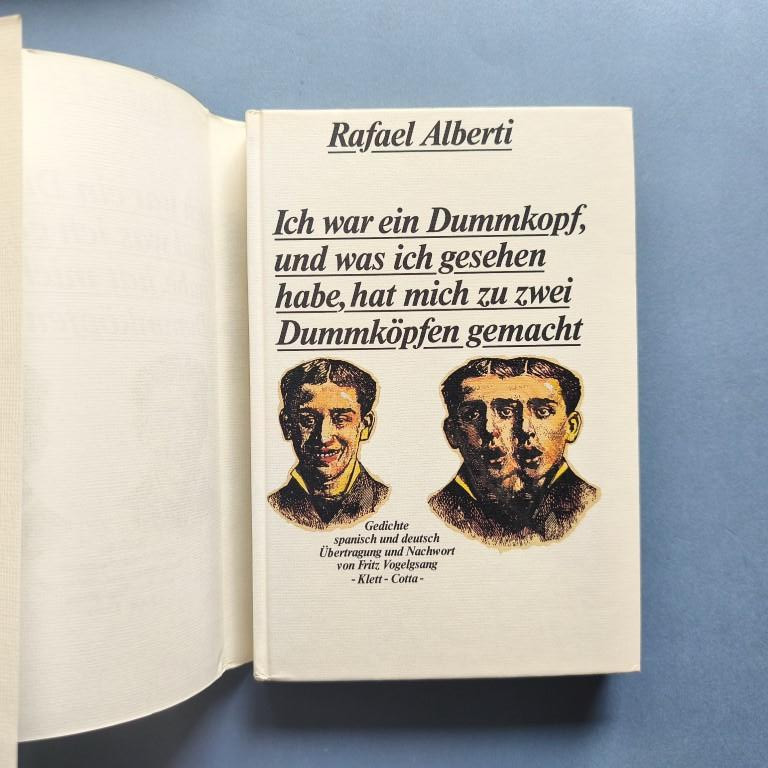 Rafael Alberti
Ich war ein Dummkopf,
und was ich gesehen
habe, hat mich zu zwei
Dummköpfen gemacht
Gedichte
spanisch und deutsch
Übertragung und Nachwort
von Fritz Vogelgsang
- Klett - Cotta -